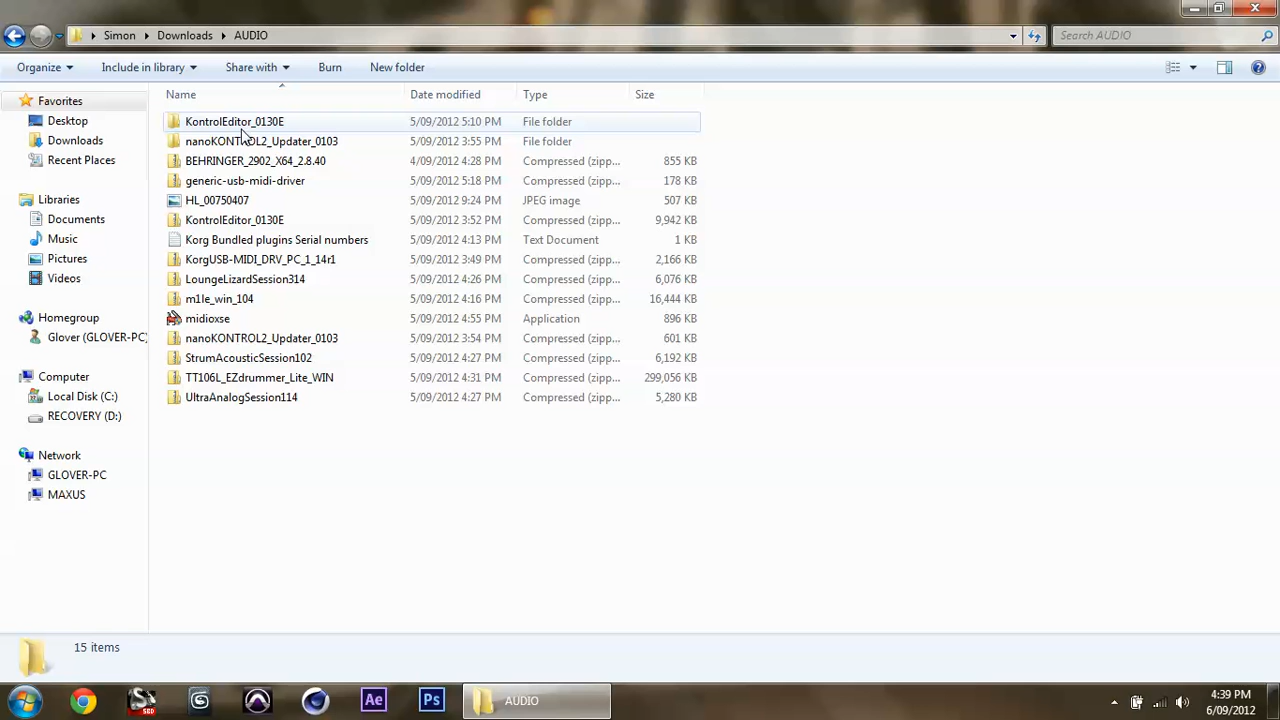 Simon Downloads AUDIO Search AUDIO
Organize Include in library Share with Burn New folder
Name Date modified Type Size
Favorites
Desktop
Downloads
Recent Places
Libraries
Documents
Music
Pictures
Videos
Homegroup
Glover (GLOVER-PC)
Computer
Local Disk (C:)
RECOVERY (D:)
Network
GLOVER-PC
MAXUS
KontrolEditor_0130E 5/09/2012 5:10 PM File folder
nanoKONTROL2_Updater_0103 5/09/2012 3:55 PM File folder
BEHRINGER_2902_X64_2.8.40 4/09/2012 4:28 PM Compressed (zipp... 855 KB
generic-usb-midi-driver 5/09/2012 5:18 PM Compressed (zipp... 178 KB
HL_00750407 5/09/2012 9:24 PM JPEG image 507 KB
KontrolEditor_0130E 5/09/2012 3:52 PM Compressed (zipp... 9,942 KB
Korg Bundled plugins Serial numbers 5/09/2012 4:13 PM Text Document 1 KB
KorgUSB-MIDI_DRV_PC_1_14r1 5/09/2012 3:49 PM Compressed (zipp... 2,166 KB
LoungeLizardSession314 5/09/2012 4:26 PM Compressed (zipp... 6,076 KB
m1le_win_104 5/09/2012 4:16 PM Compressed (zipp... 16,444 KB
midioxse 5/09/2012 4:55 PM Application 896 KB
nanoKONTROL2_Updater_0103 5/09/2012 3:54 PM Compressed (zipp... 601 KB
StrumAcousticSession102 5/09/2012 4:27 PM Compressed (zipp... 6,192 KB
TT106L_EZdrummer_Lite_WIN 5/09/2012 4:31 PM Compressed (zipp... 299,056 KB
UltraAnalogSession114 5/09/2012 4:27 PM Compressed (zipp... 5,280 KB
15 items
SBD Ae Ps AUDIO 4:39 PM
6/09/2012